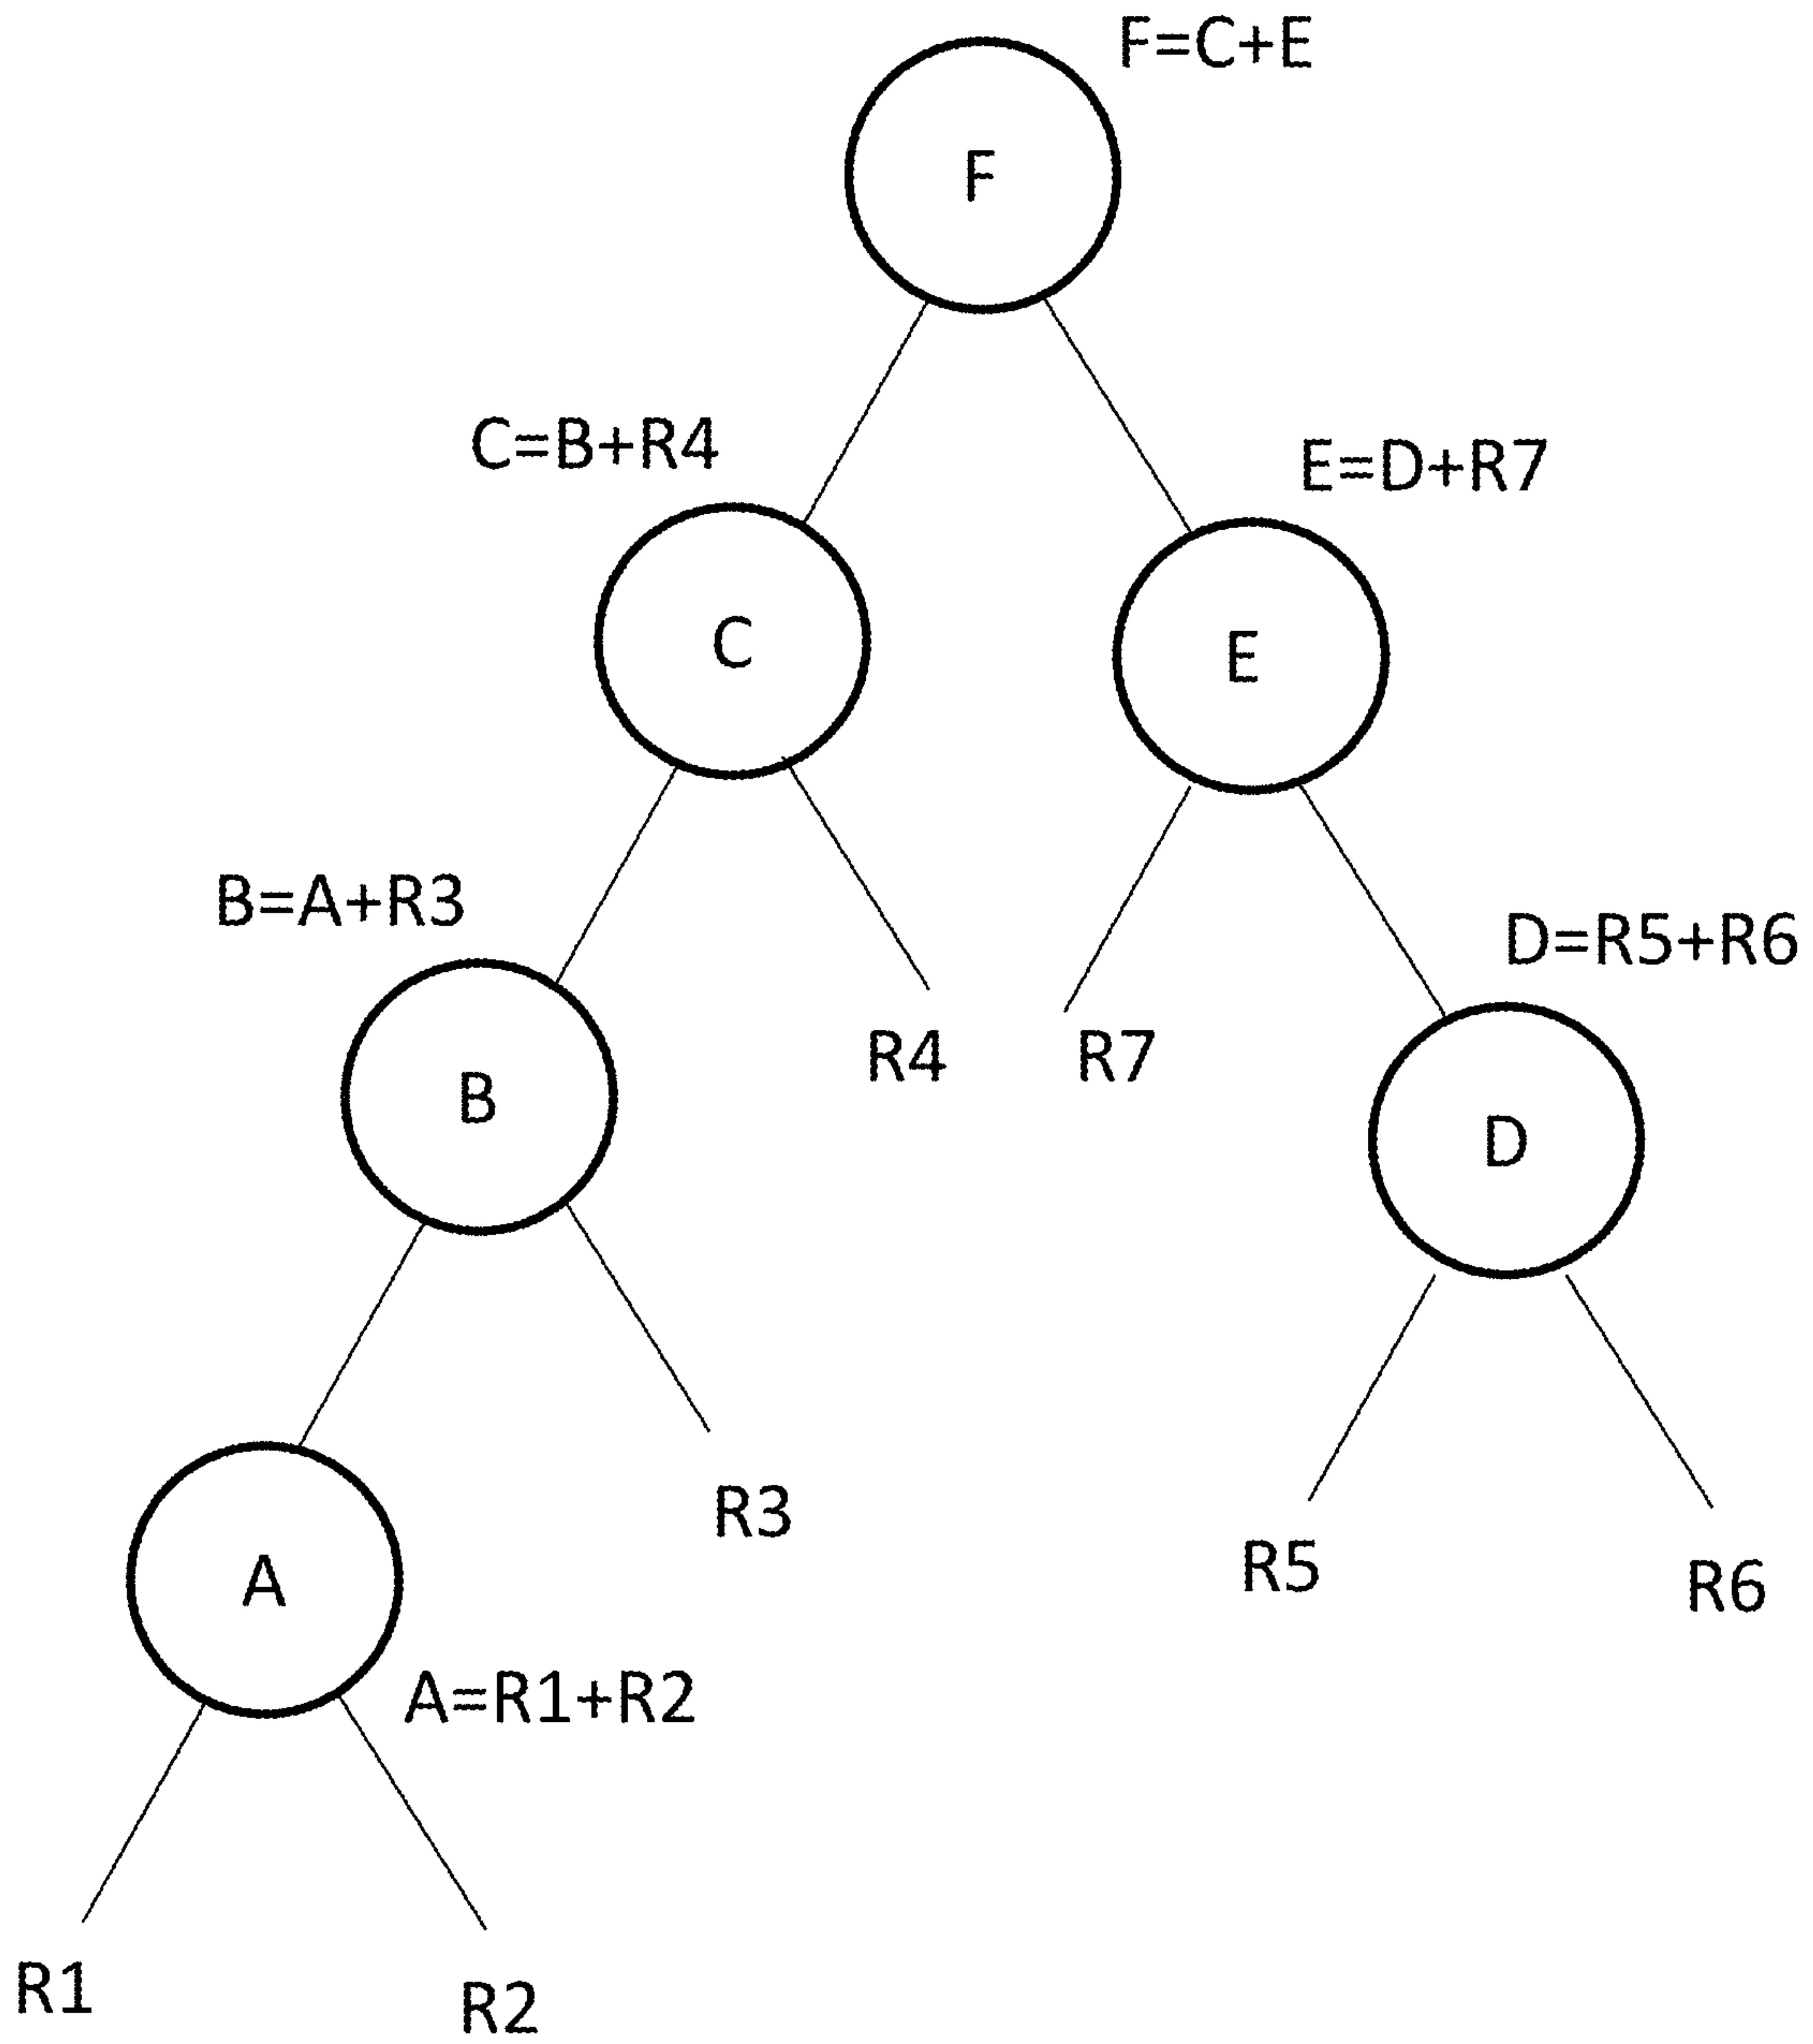 F=C+E
F
C=B+R4
E=D+R7
C
E
B=A+R3
D=R5+R6
R4
R7
B
D
R3
R5
R6
A
A=R1+R2
R1
R2